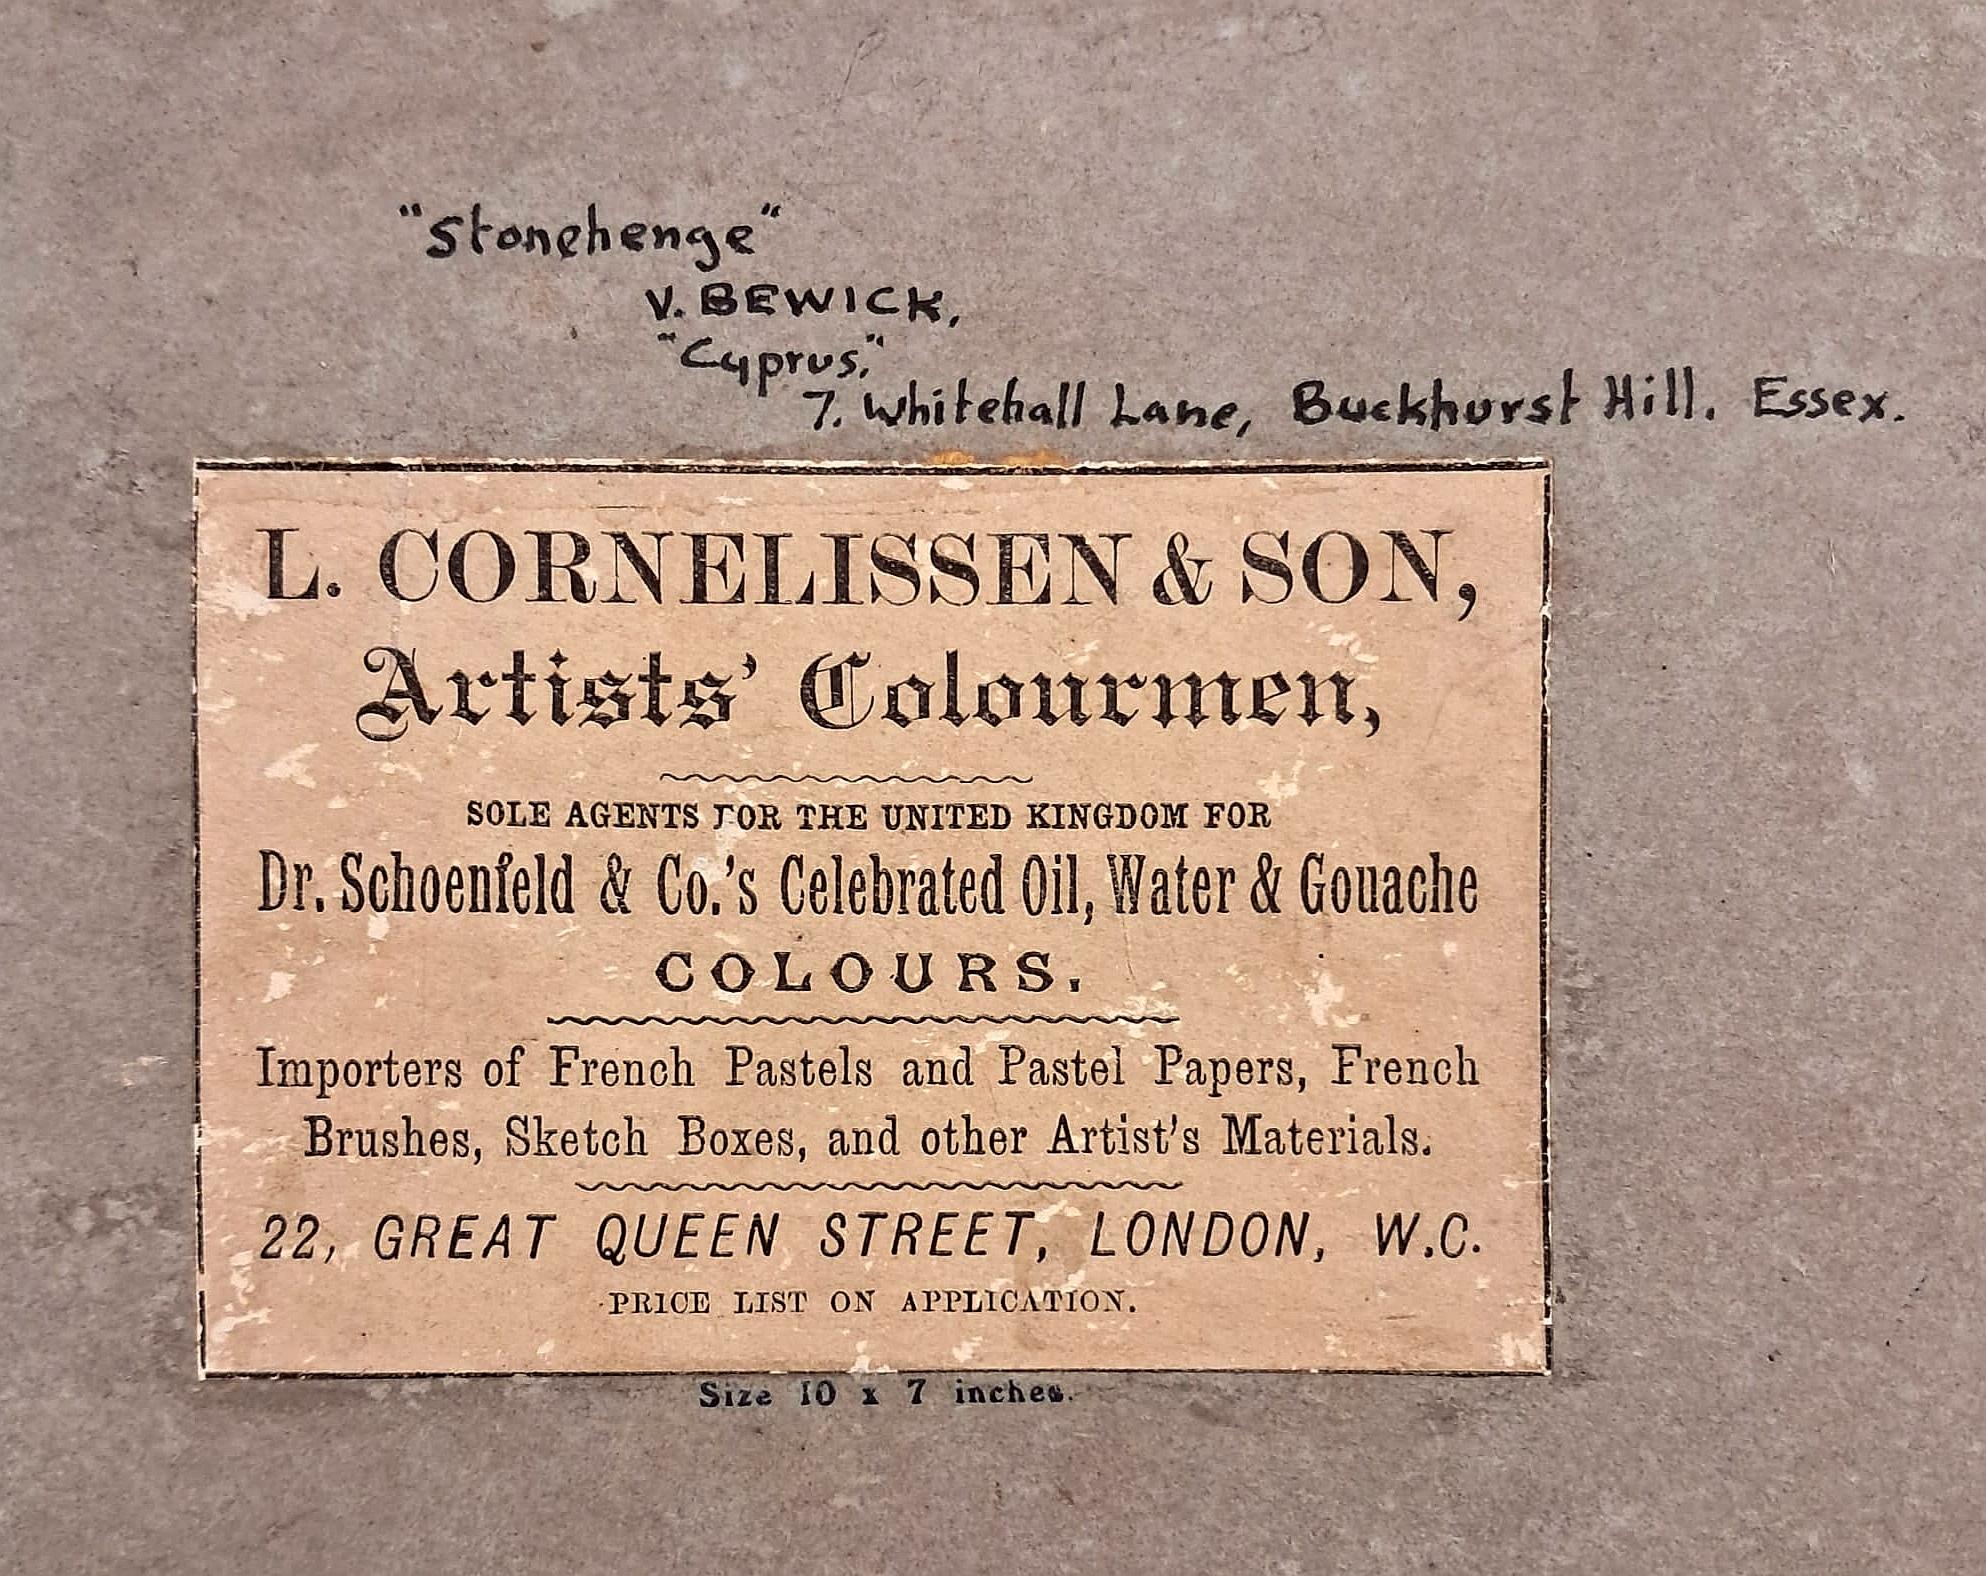 "Stonehenge"
V. BEWICK,
"Cyprus,"
7. Whitehall Lane, Buckhurst Hill. Essex.
L. CORNELISSEN & SON,
Artists' Colourmen,
SOLE AGENTS FOR THE UNITED KINGDOM FOR
Dr. Schoenfeld & Co.'s Celebrated Oil, Water & Gouache
COLOURS.
Importers of French Pastels and Pastel Papers, French
Brushes, Sketch Boxes, and other Artist's Materials.
22, GREAT QUEEN STREET, LONDON, W.C.
PRICE LIST ON APPLICATION.
Size 10 x 7 inches.